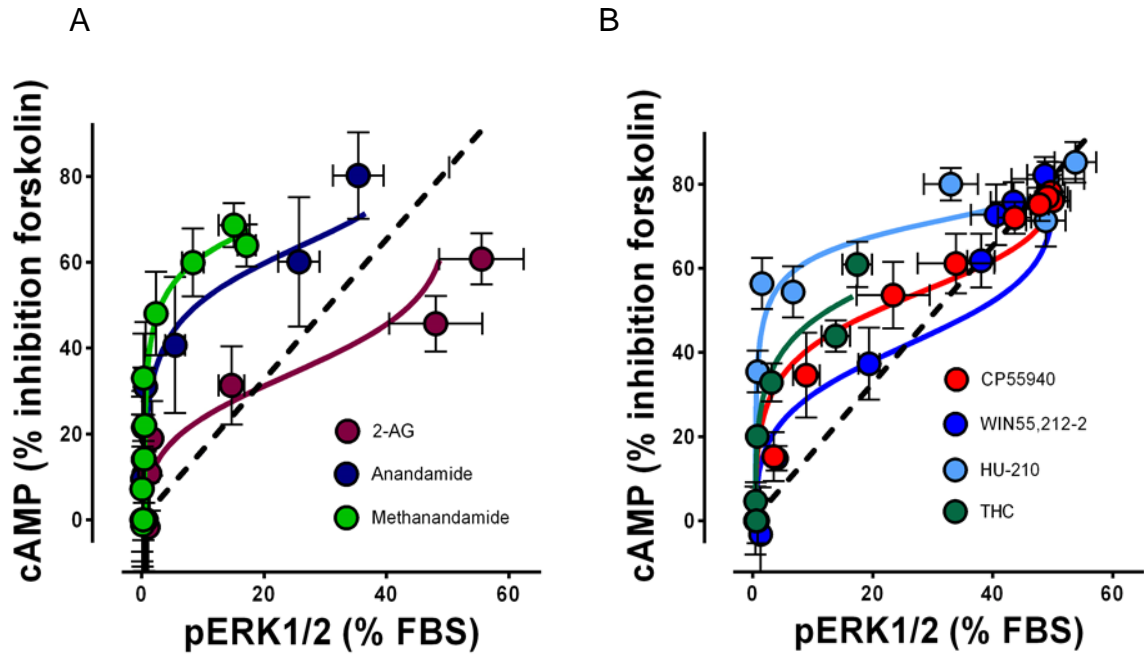 A
B
cAMP (% inhibition forskolin)
80
60
40
20
0
2-AG
Anandamide
Methanandamide
0
20
40
60
pERK1/2 (% FBS)
cAMP (% inhibition forskolin)
80
60
40
20
0
CP55940
WIN55,212-2
HU-210
THC
0
20
40
60
pERK1/2 (% FBS)